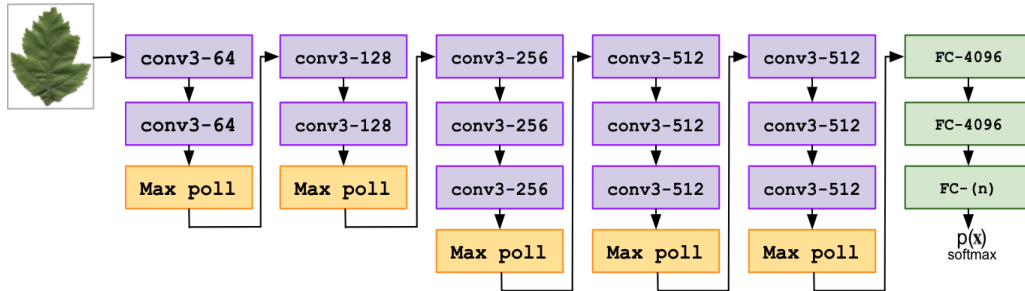 conv3-64
conv3-64
Max poll
conv3-128
conv3-128
Max poll
conv3-256
conv3-256
conv3-256
Max poll
conv3-512
conv3-512
conv3-512
Max poll
conv3-512
conv3-512
conv3-512
Max poll
FC-4096
FC-4096
FC-(n)
p(x)
softmax